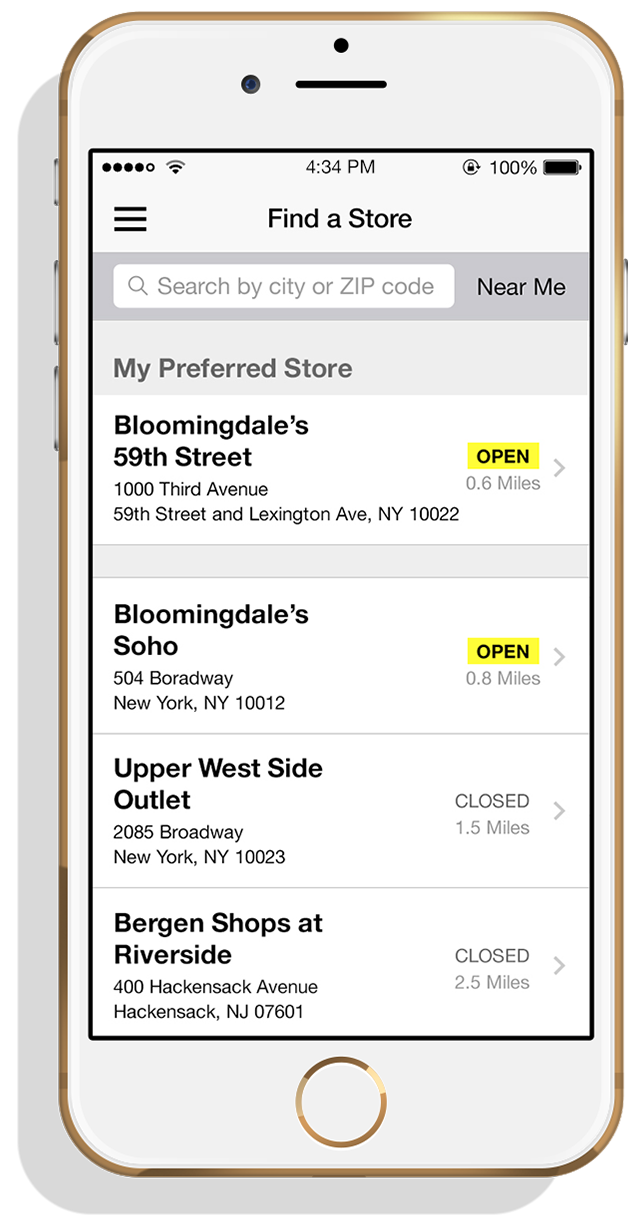 4:34 PM
100%
Find a Store
Search by city or ZIP code
Near Me
My Preferred Store
Bloomingdale’s
59th Street
OPEN
0.6 Miles
1000 Third Avenue
59th Street and Lexington Ave, NY 10022
Bloomingdale’s
Soho
OPEN
0.8 Miles
504 Boradway
New York, NY 10012
Upper West Side
Outlet
CLOSED
1.5 Miles
2085 Broadway
New York, NY 10023
Bergen Shops at
Riverside
CLOSED
2.5 Miles
400 Hackensack Avenue
Hackensack, NJ 07601